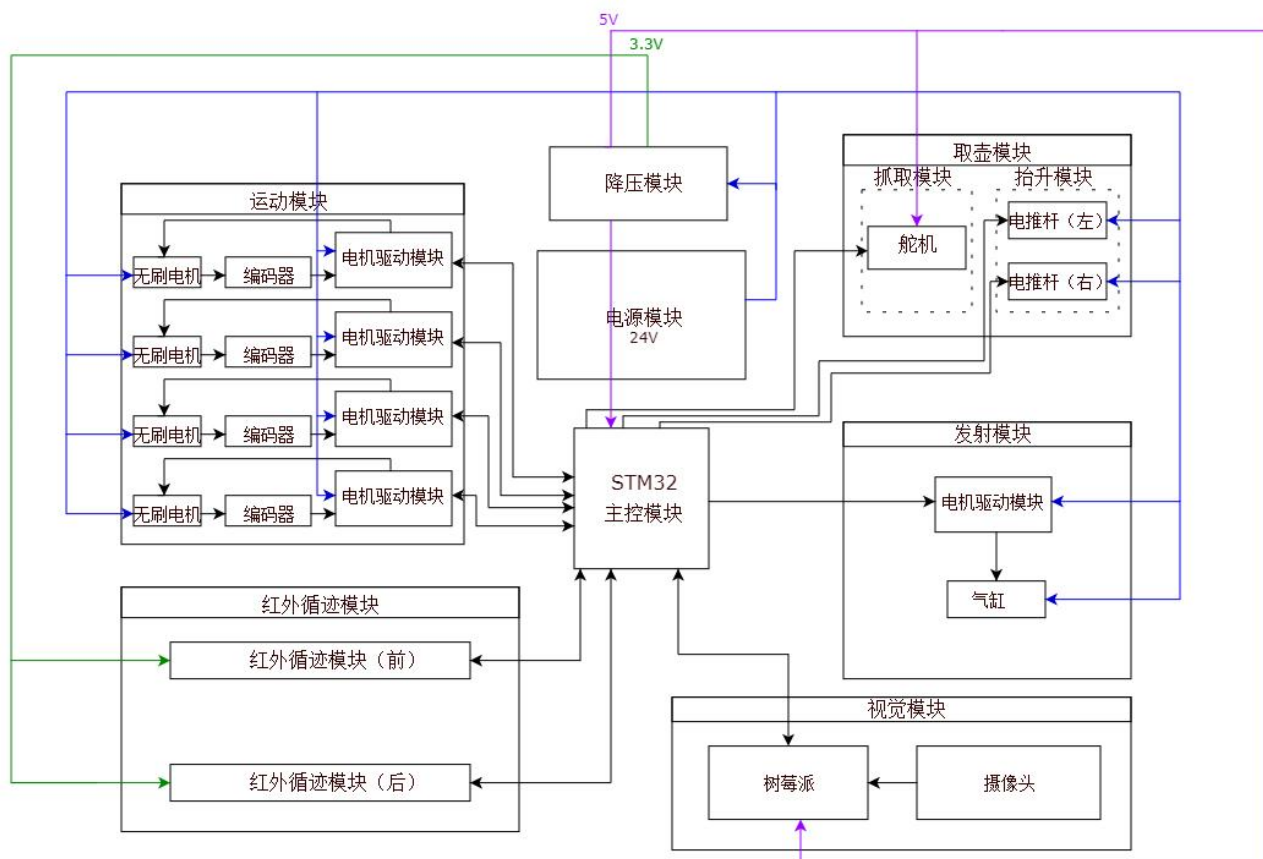 5V
3.3V
降压模块
电源模块
24V
运动模块
无刷电机
编码器
电机驱动模块
无刷电机
编码器
电机驱动模块
无刷电机
编码器
电机驱动模块
无刷电机
编码器
电机驱动模块
取壶模块
抓取模块
抬升模块
舵机
电推杆（左）
电推杆（右）
STM32
主控模块
发射模块
电机驱动模块
气缸
红外循迹模块
红外循迹模块（前）
红外循迹模块（后）
视觉模块
树莓派
摄像头